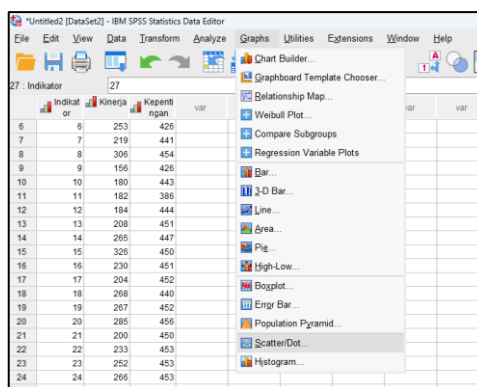 *Untitled2 [DataSet2] - IBM SPSS Statistics Data Editor
File Edit View Data Transform Analyze Graphs Utilities Extensions Window Help
27 : Indikator 27
Indikat
or Kinerja Kepenti
ngan var var var
6 6 253 426
7 7 219 441
8 8 306 454
9 9 156 426
10 10 180 443
11 11 182 386
12 12 184 444
13 13 208 451
14 14 265 447
15 15 326 450
16 16 230 451
17 17 204 452
18 18 268 440
19 19 267 452
20 20 285 456
21 21 200 450
22 22 233 453
23 23 252 453
24 24 266 453
Chart Builder...
Graphboard Template Chooser...
Relationship Map...
Weibull Plot...
Compare Subgroups
Regression Variable Plots
Bar...
3-D Bar...
Line...
Area...
Pie...
High-Low...
Boxplot...
Error Bar...
Population Pyramid...
Scatter/Dot...
Histogram...